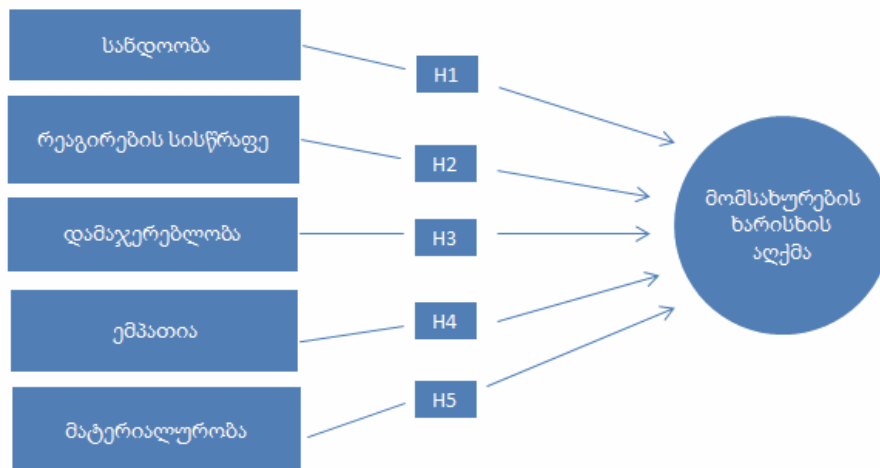 სანდოობა
H1
რეაგირების სისწრაფე
H2
დამაჯერებლობა
H3
ემპათია
H4
მატერიალურობა
H5
მომსახურების
ხარისხის
აღქმა